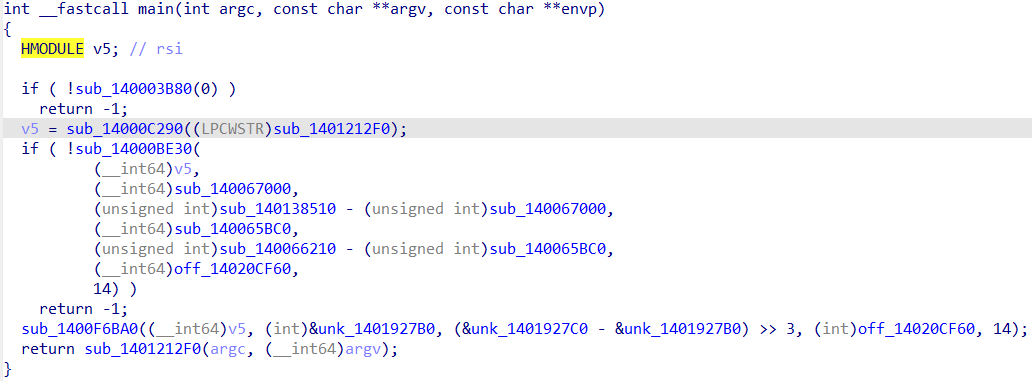 int __fastcall main(int argc, const char **argv, const char **envp)
{
  HMODULE v5; // rsi

  if ( !sub_140003B80(0) )
    return -1;
  v5 = sub_14000C290((LPCWSTR)sub_1401212F0);
  if ( !sub_14000BE30(
          (__int64)v5,
          (__int64)sub_140067000,
          (unsigned int)sub_140138510 - (unsigned int)sub_140067000,
          (__int64)sub_140065BC0,
          (unsigned int)sub_140066210 - (unsigned int)sub_140065BC0,
          (__int64)off_14020CF60,
          14) )
    return -1;
  sub_1400F6BA0((__int64)v5, (int)&unk_1401927B0, (&unk_1401927C0 - &unk_1401927B0) >> 3, (int)off_14020CF60, 14);
  return sub_1401212F0(argc, (__int64)argv);
}